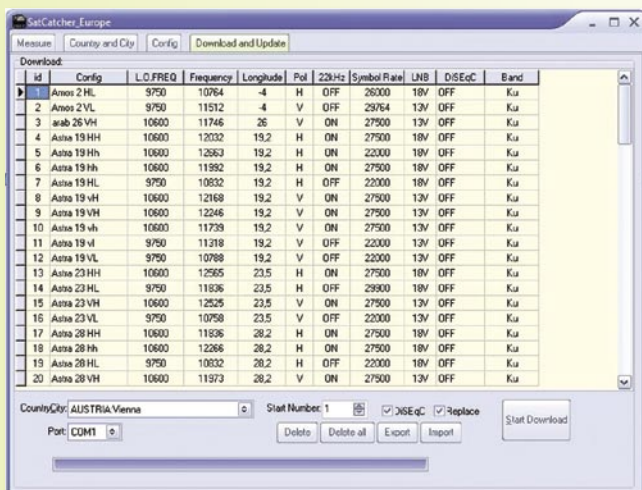 SatCatcher_Europe
Measure Country and City Config Download and Update
Download:
id Config L.O.FREQ Frequency Longitude Pol 22kHz Symbol Rate LNB DiSEqC Band
1 Amos 2 HL 9750 10764 -4 H OFF 26000 18V OFF Ku
2 Amos 2 VL 9750 11512 -4 V OFF 29764 13V OFF Ku
3 arab 26 VH 10600 11746 26 V ON 27500 13V OFF Ku
4 Astra 19 HH 10600 12032 19,2 H ON 27500 18V OFF Ku
5 Astra 19 Hh 10600 12663 19,2 H ON 22000 18V OFF Ku
6 Astra 19 hh 10600 11992 19,2 H ON 27500 18V OFF Ku
7 Astra 19 HL 9750 10832 19,2 H OFF 22000 18V OFF Ku
8 Astra 19 vH 10600 12168 19,2 V ON 27500 13V OFF Ku
9 Astra 19 VH 10600 12246 19,2 V ON 27500 13V OFF Ku
10 Astra 19 vh 10600 11739 19,2 V ON 27500 13V OFF Ku
11 Astra 19 vl 9750 11318 19,2 V OFF 22000 13V OFF Ku
12 Astra 19 VL 9750 10788 19,2 V OFF 22000 13V OFF Ku
13 Astra 23 HH 10600 12565 23,5 H ON 27500 18V OFF Ku
14 Astra 23 HL 9750 11836 23,5 H OFF 29900 18V OFF Ku
15 Astra 23 VH 10600 12525 23,5 V ON 27500 13V OFF Ku
16 Astra 23 VL 9750 10758 23,5 V OFF 22000 13V OFF Ku
17 Astra 28 HH 10600 11836 28,2 H ON 27500 18V OFF Ku
18 Astra 28 hh 10600 12266 28,2 H ON 27500 18V OFF Ku
19 Astra 28 HL 9750 10832 28,2 H OFF 22000 18V OFF Ku
20 Astra 28 VH 10600 11973 28,2 V ON 27500 13V OFF Ku
CountryCity: AUSTRIA.Vienna Start Number: 1 DiSEqC Replace Start Download
Port: COM1 Delete Delete all Export Import